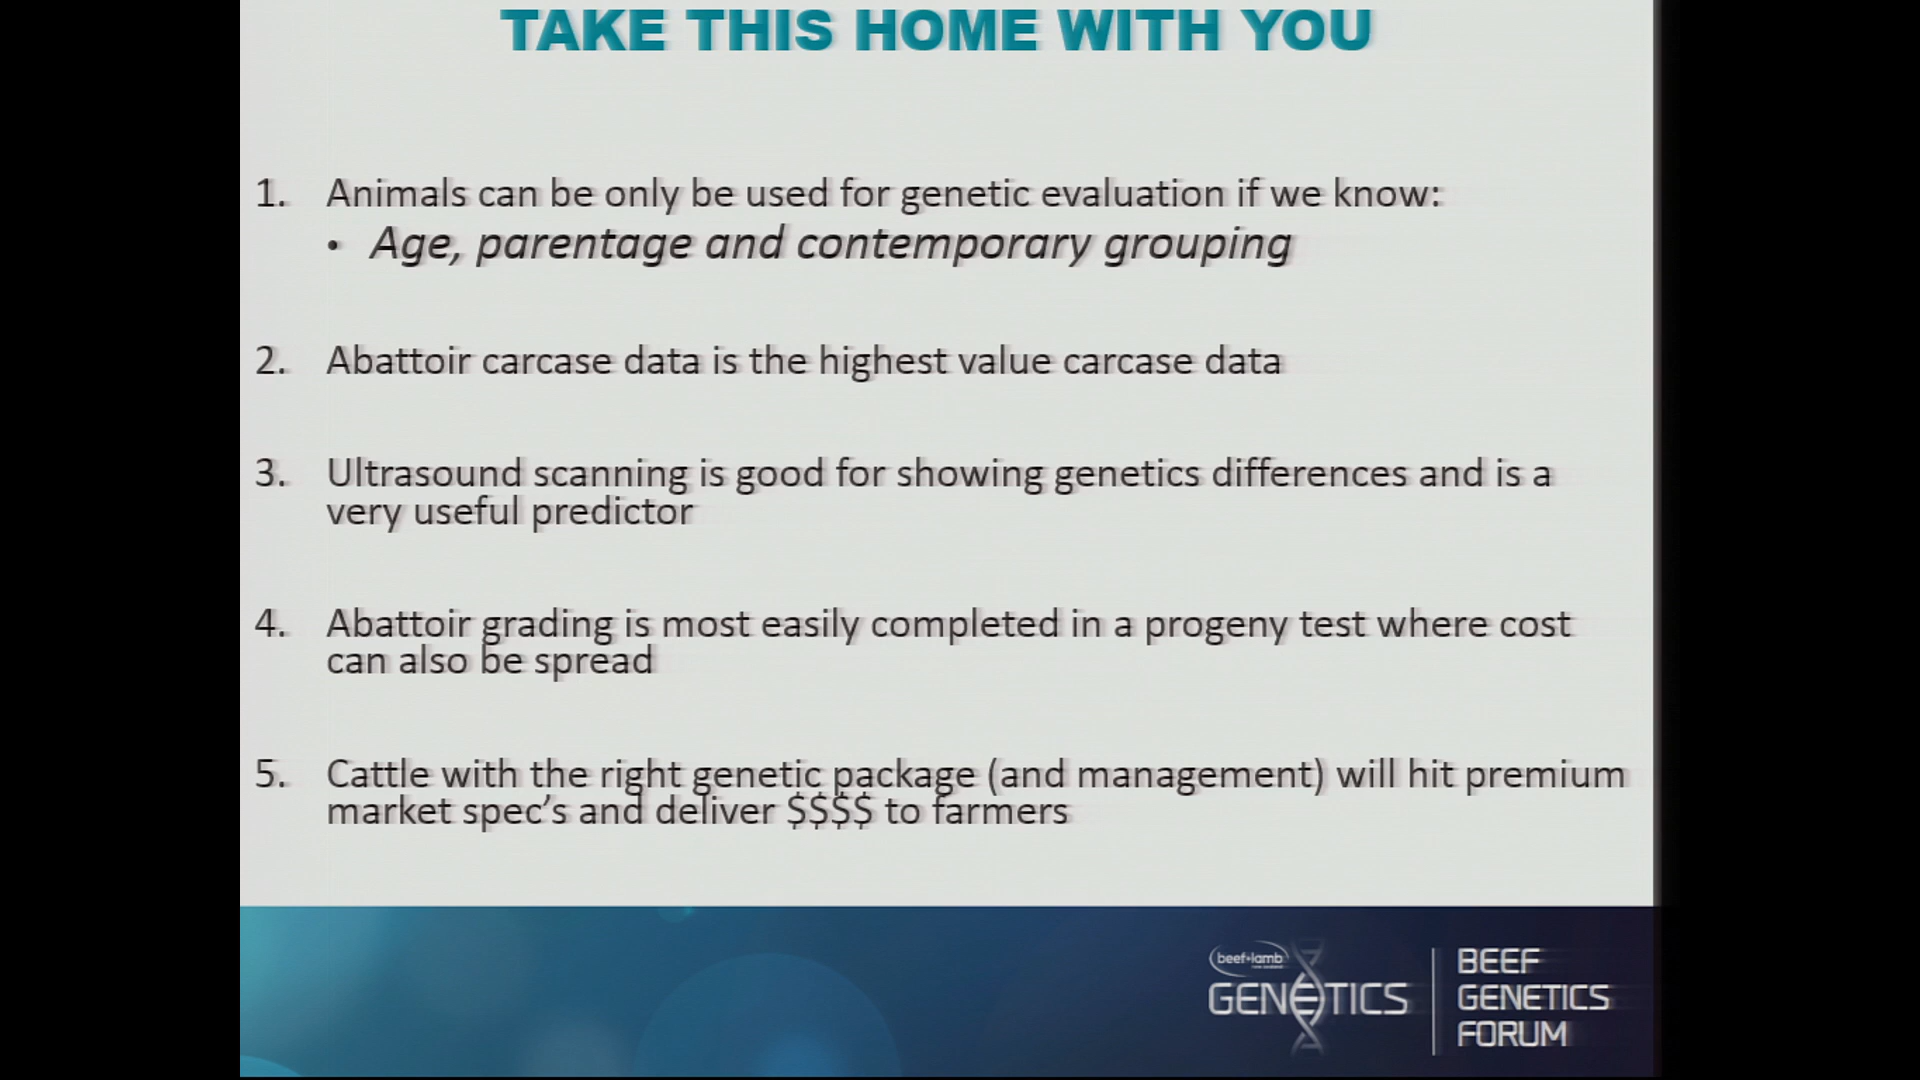 TAKE THIS HOME WITH YOU
1. Animals can be only be used for genetic evaluation if we know:
• Age, parentage and contemporary grouping
2. Abattoir carcase data is the highest value carcase data
3. Ultrasound scanning is good for showing genetics differences and is a
very useful predictor
4. Abattoir grading is most easily completed in a progeny test where cost
can also be spread
5. Cattle with the right genetic package (and management) will hit premium
market spec’s and deliver $$$$ to farmers
beef+lamb
GENETICS
BEEF
GENETICS
FORUM